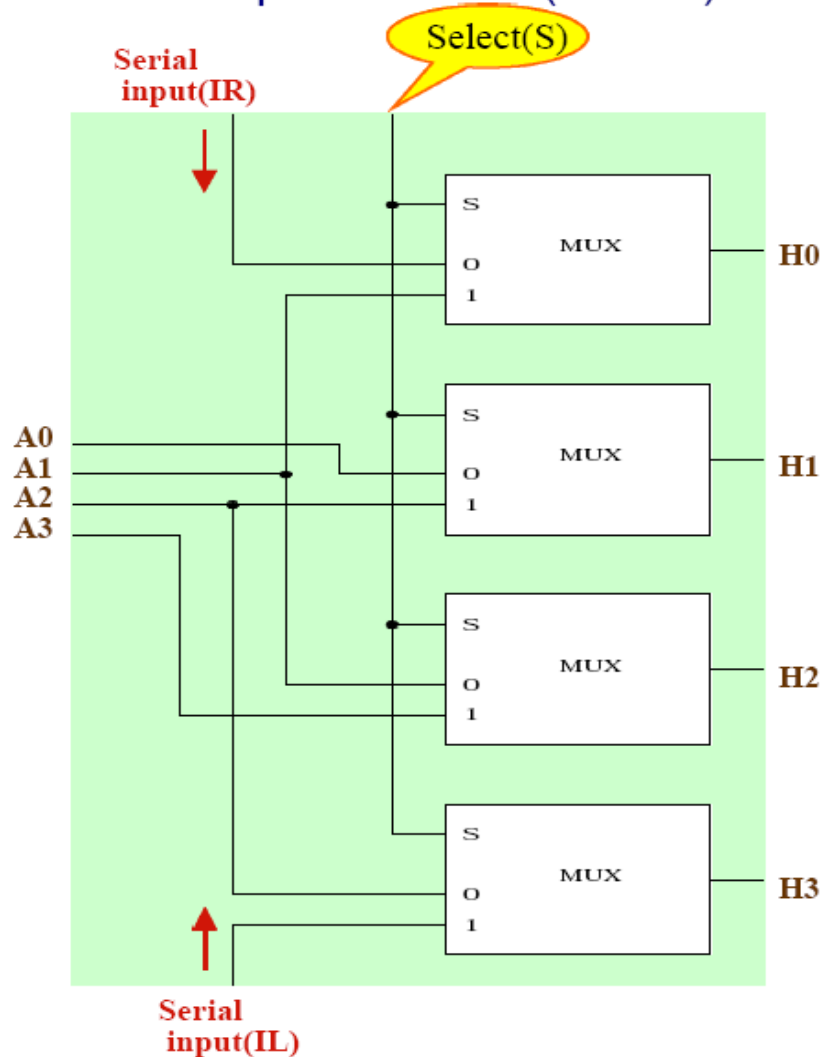 Select(S)
Serial
input(IR)
S
0
1
MUX
H0
A0
A1
A2
A3
S
0
1
MUX
H1
S
0
1
MUX
H2
S
0
1
MUX
H3
Serial
input(IL)